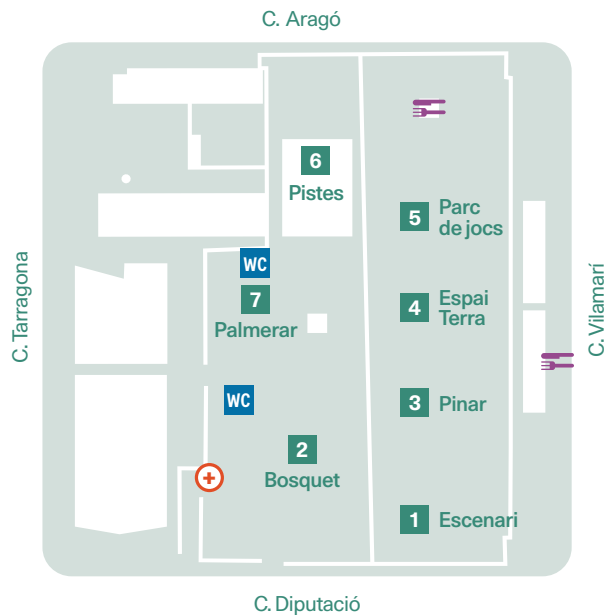 C. Aragó
6
Pistes
5
Parc
de jocs
WC
7
Palmerar
4
Espai
Terra
C. Tarragona
C. Vilamarí
WC
3
Pinar
2
Bosquet
1
Escenari
C. Diputació